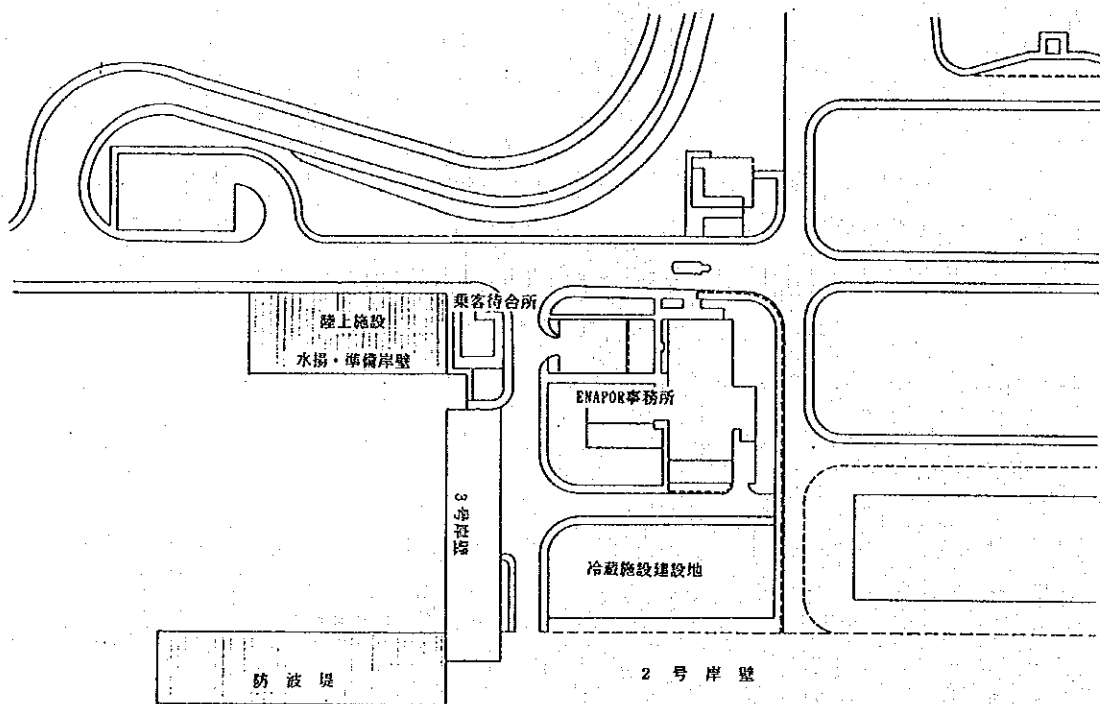 乗客待合所
陸上施設
水揚・準備岸壁
ENAPOR事務所
3号岸壁
冷蔵施設建設地
防波堤
2号岸壁